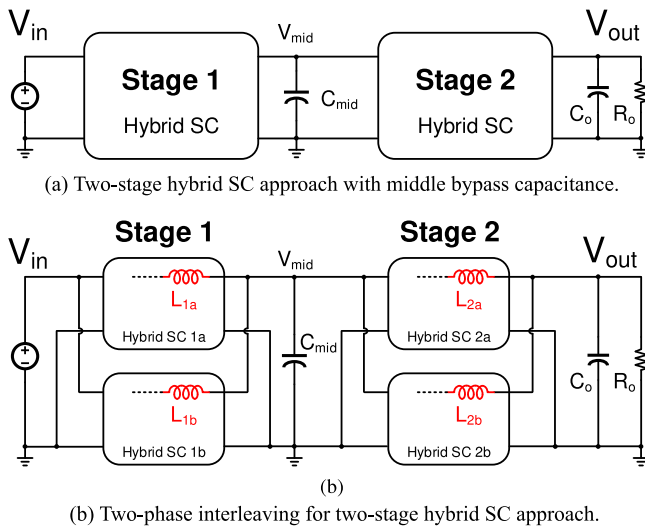 V_in V_mid V_out
Stage 1 Stage 2
Hybrid SC C_mid Hybrid SC C_o R_o
+
−
(a) Two-stage hybrid SC approach with middle bypass capacitance.
Stage 1 Stage 2
V_in V_mid V_out
L_1a L_2a
Hybrid SC 1a C_mid Hybrid SC 2a
+
−
C_o R_o
L_1b L_2b
Hybrid SC 1b Hybrid SC 2b
(b)
(b) Two-phase interleaving for two-stage hybrid SC approach.